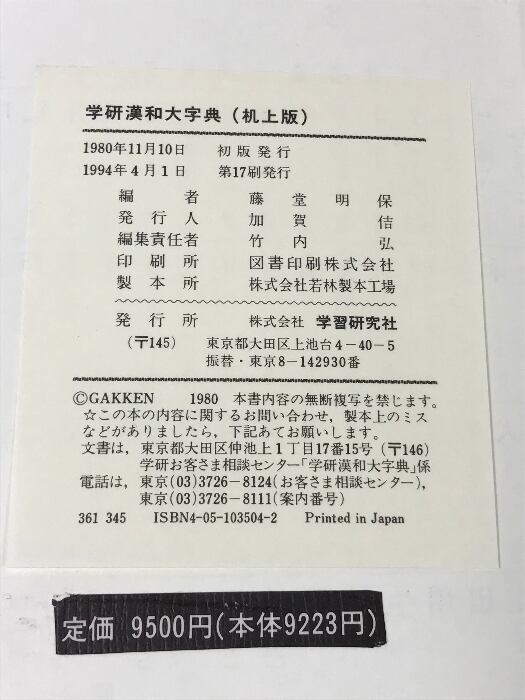 学研漢和大字典（机上版）
1980年11月10日　初版発行
1994年4月1日　第17刷発行
編者　藤堂明保
発行人　加賀佶
編集責任者　竹内弘
印刷所　図書印刷株式会社
製本所　株式会社若林製本工場
発行所　株式会社 学習研究社
（〒145）　東京都大田区上池台4-40-5
振替・東京8-142930番
©GAKKEN　1980　本書内容の無断複写を禁じます。
☆この本の内容に関するお問い合わせ，製本上のミス
などがありましたら，下記あてお願いします。
文書は，東京都大田区仲池上1丁目17番15号（〒146）
学研お客さま相談センター「学研漢和大字典」係
電話は，東京（03）3726-8124（お客さま相談センター），
東京（03）3726-8111（案内番号）
361 345　ISBN4-05-103504-2　Printed in Japan
定価 9500円（本体9223円）